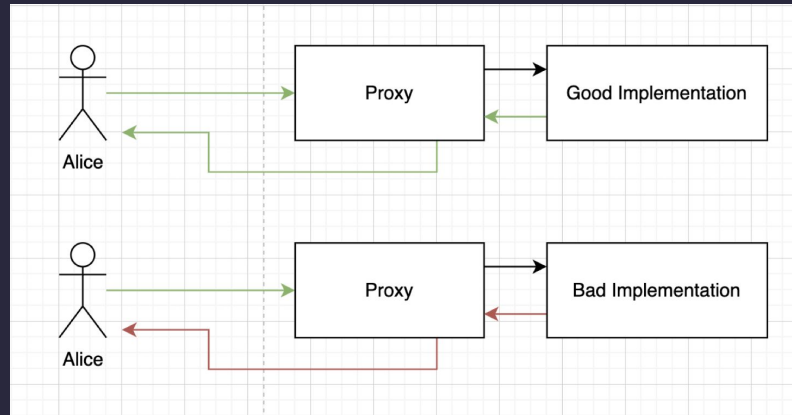 Proxy
Good Implementation
Alice
Proxy
Bad Implementation
Alice